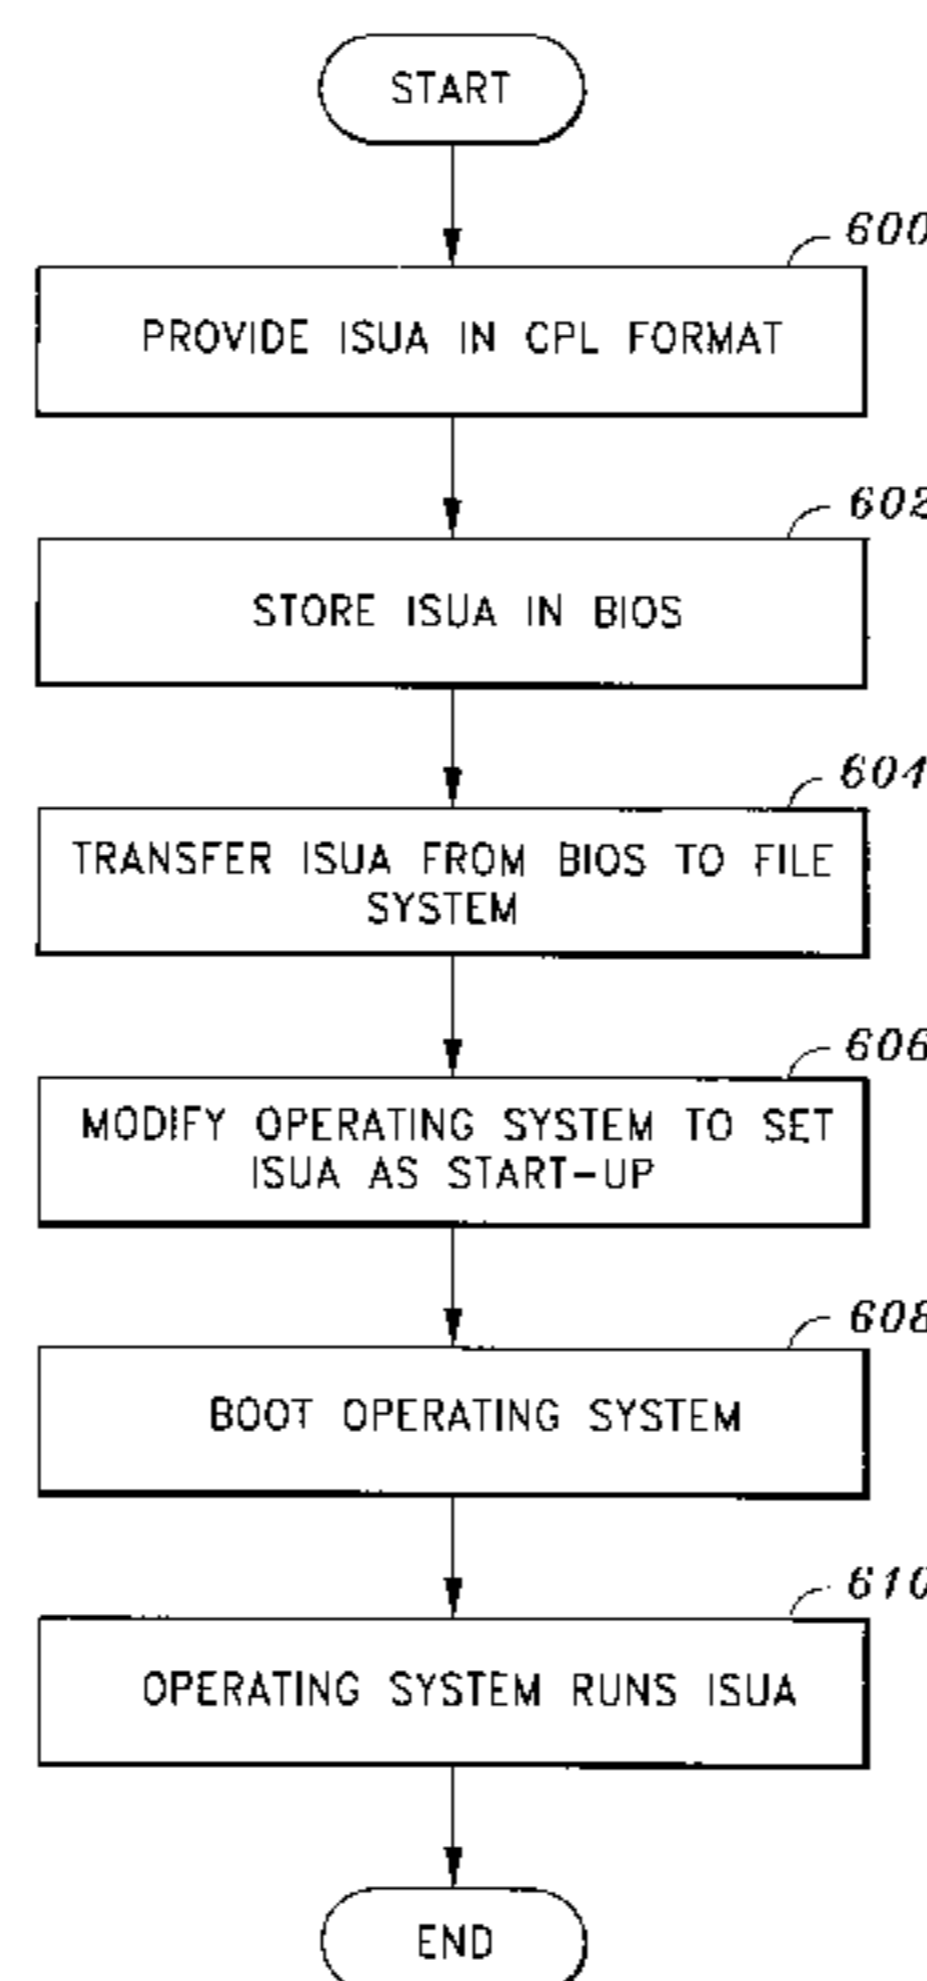 START
600
PROVIDE ISUA IN CPL FORMAT
602
STORE ISUA IN BIOS
604
TRANSFER ISUA FROM BIOS TO FILE
SYSTEM
606
MODIFY OPERATING SYSTEM TO SET
ISUA AS START-UP
608
BOOT OPERATING SYSTEM
610
OPERATING SYSTEM RUNS ISUA
END